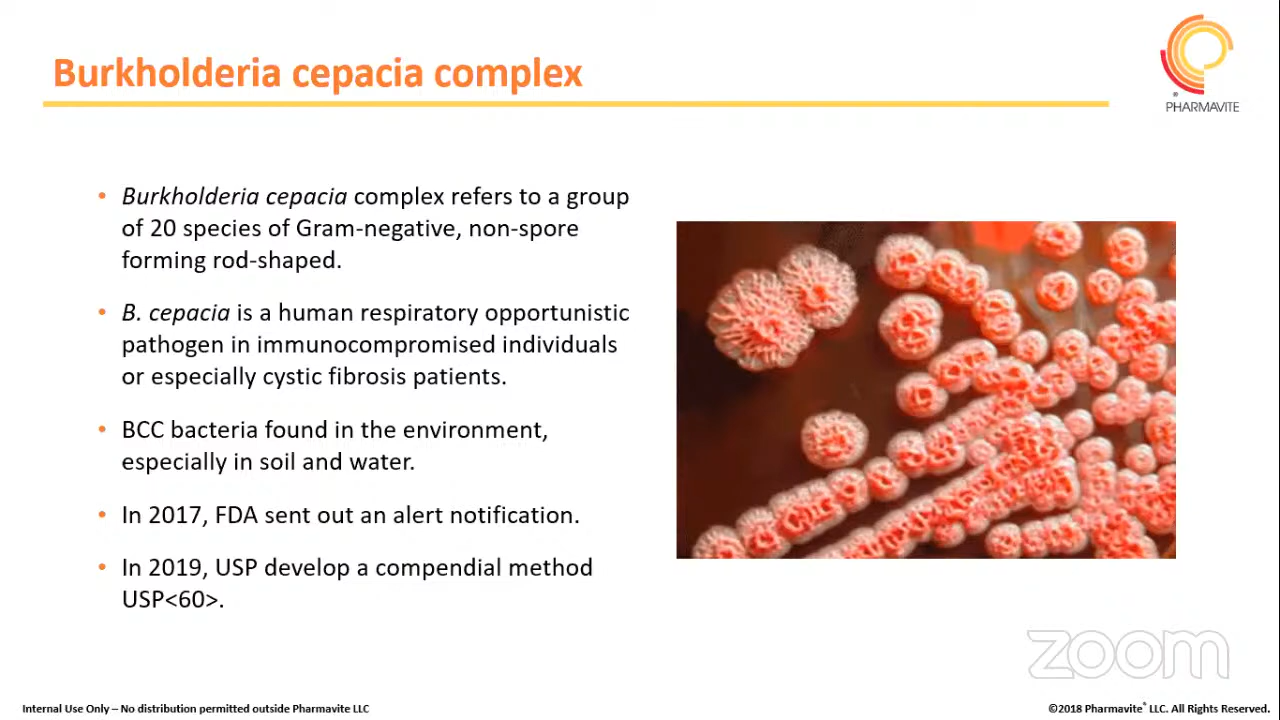 Burkholderia cepacia complex
® PHARMAVITE
• Burkholderia cepacia complex refers to a group
of 20 species of Gram-negative, non-spore
forming rod-shaped.
• B. cepacia is a human respiratory opportunistic
pathogen in immunocompromised individuals
or especially cystic fibrosis patients.
• BCC bacteria found in the environment,
especially in soil and water.
• In 2017, FDA sent out an alert notification.
• In 2019, USP develop a compendial method
USP<60>.
zoom
Internal Use Only – No distribution permitted outside Pharmavite LLC
©2018 Pharmavite® LLC. All Rights Reserved.